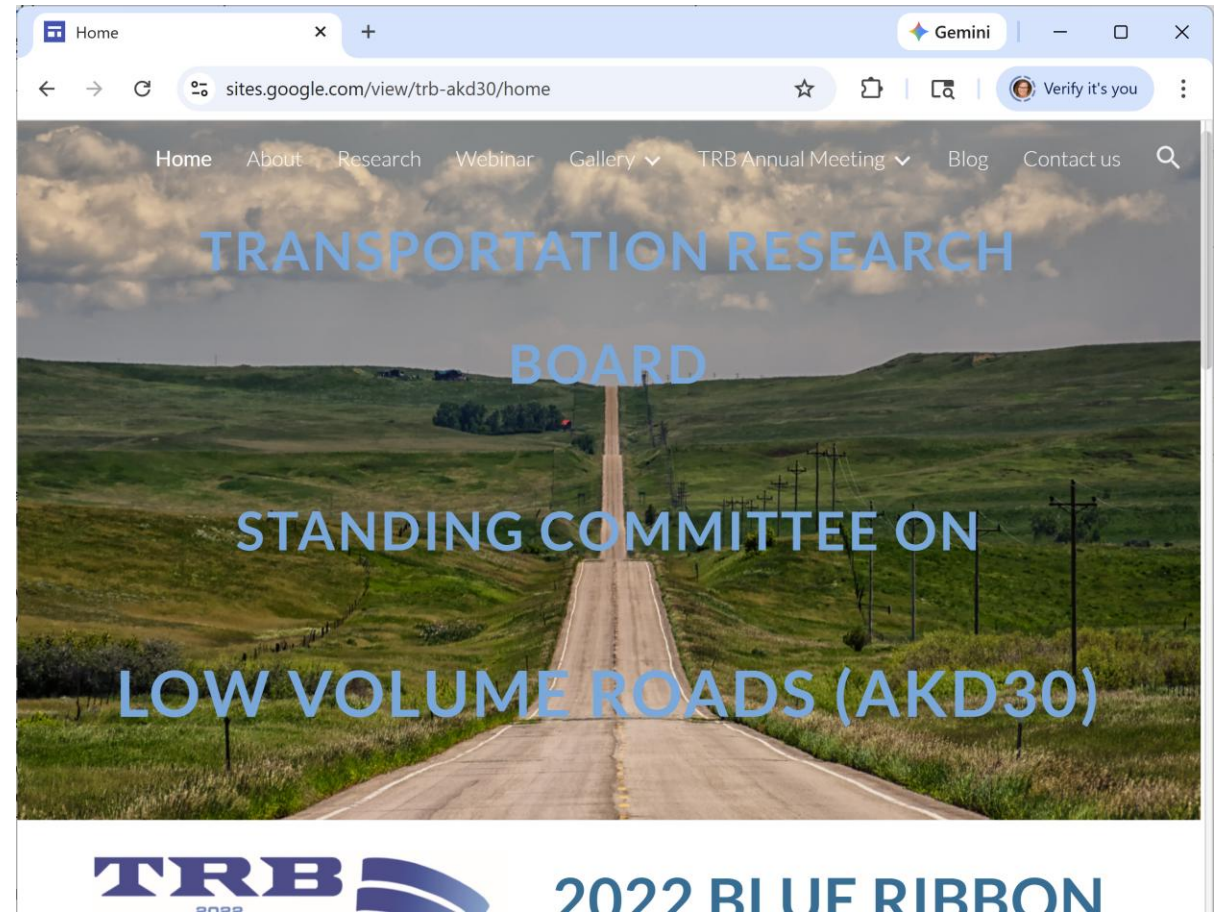 Home
Gemini
sites.google.com/view/trb-akd30/home
Verify it's you
Home About Research Webinar Gallery TRB Annual Meeting Blog Contact us
TRANSPORTATION RESEARCH
BOARD
STANDING COMMITTEE ON
LOW VOLUME ROADS (AKD30)
TRB
2022
2022 BLUE RIBBON